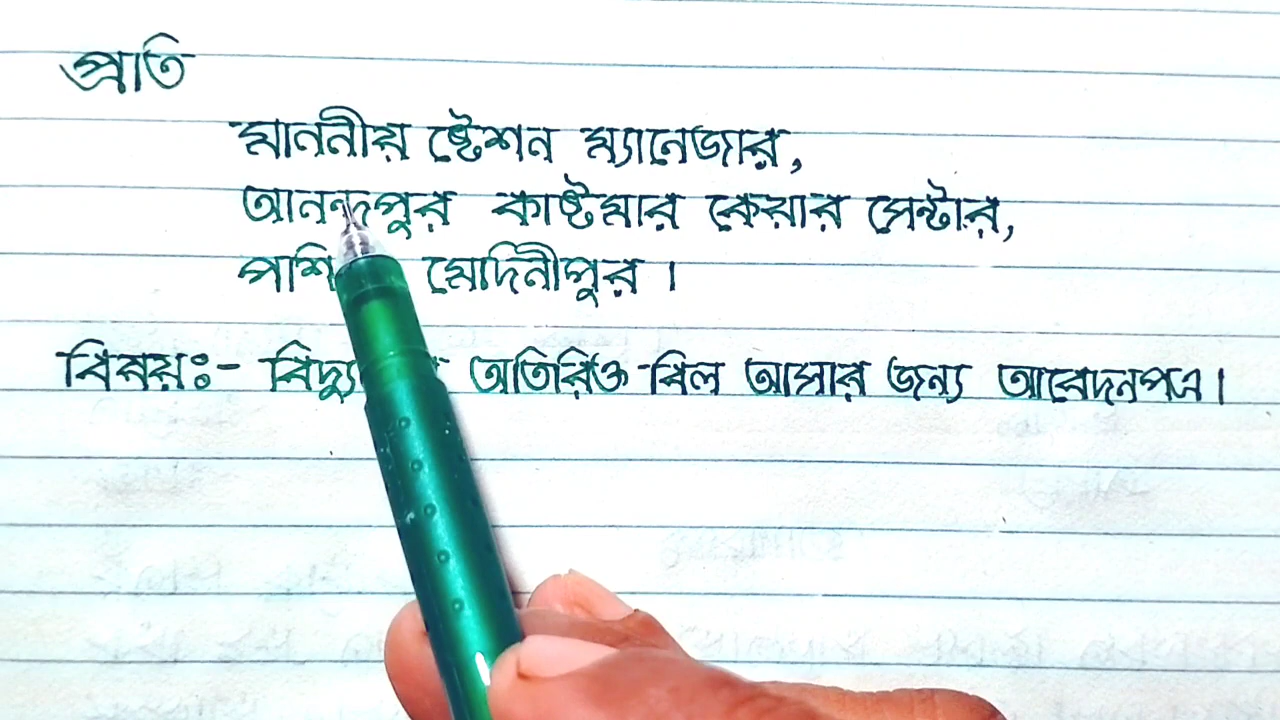 প্রতি
মাননীয় ষ্টেশন ম্যানেজার,
আনন্দপুর কাষ্টমার কেয়ার সেন্টার,
মেদিনীপুর ।
বিষয়ঃ- অতিরিক্ত বিল আসার জন্য আবেদনপত্র ।